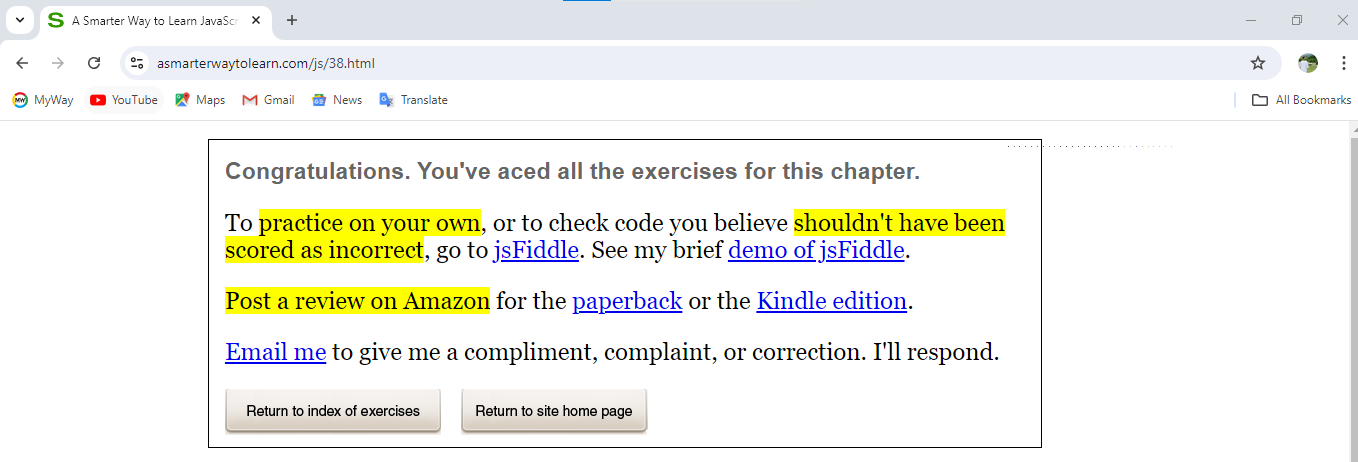 A Smarter Way to Learn JavaScr
asmarterwaytolearn.com/js/38.html
MyWay YouTube Maps Gmail News Translate All Bookmarks
Congratulations. You've aced all the exercises for this chapter.
To practice on your own, or to check code you believe shouldn't have been
scored as incorrect, go to jsFiddle. See my brief demo of jsFiddle.
Post a review on Amazon for the paperback or the Kindle edition.
Email me to give me a compliment, complaint, or correction. I'll respond.
Return to index of exercises Return to site home page